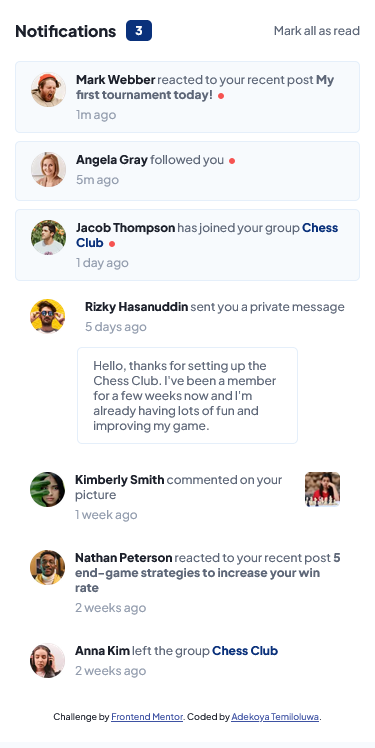 Notifications 3 Mark all as read
Mark Webber reacted to your recent post My
first tournament today!
1m ago
Angela Gray followed you
5m ago
Jacob Thompson has joined your group Chess
Club
1 day ago
Rizky Hasanuddin sent you a private message
5 days ago
Hello, thanks for setting up the
Chess Club. I've been a member
for a few weeks now and I'm
already having lots of fun and
improving my game.
Kimberly Smith commented on your
picture
1 week ago
Nathan Peterson reacted to your recent post 5
end-game strategies to increase your win
rate
2 weeks ago
Anna Kim left the group Chess Club
2 weeks ago
Challenge by Frontend Mentor. Coded by Adekoya Temiloluwa.